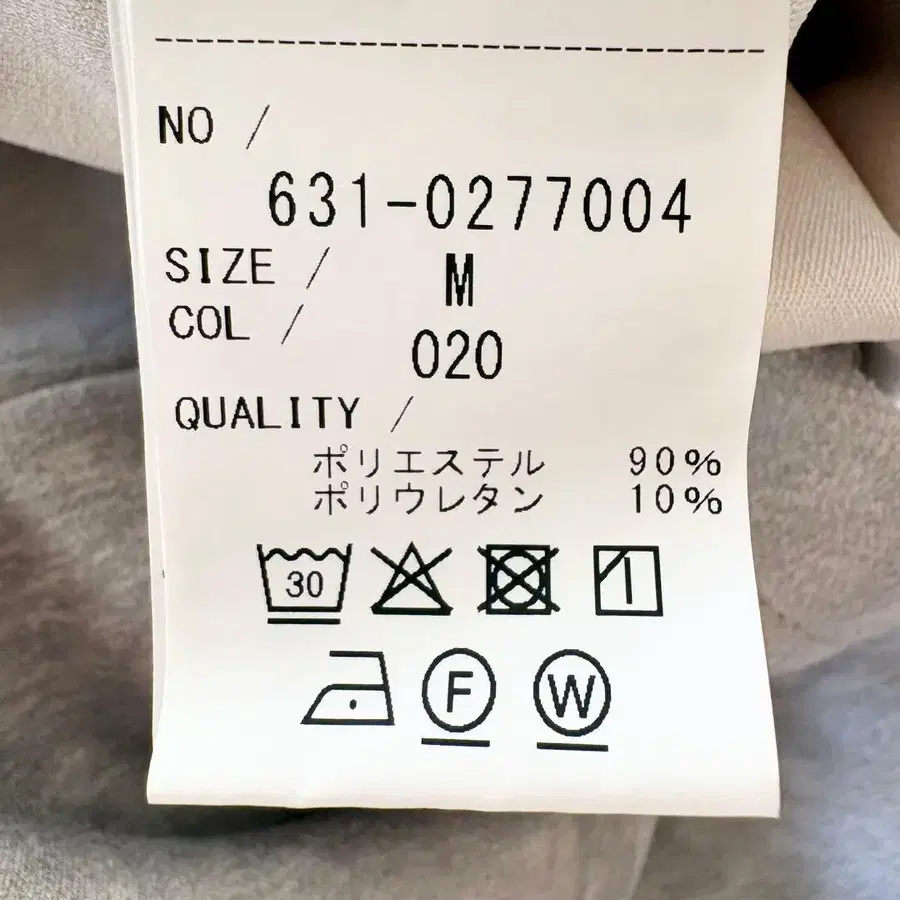 NO /
631-0277004
SIZE / M
COL / 020
QUALITY /
ポリエステル 90%
ポリウレタン 10%
30
F W